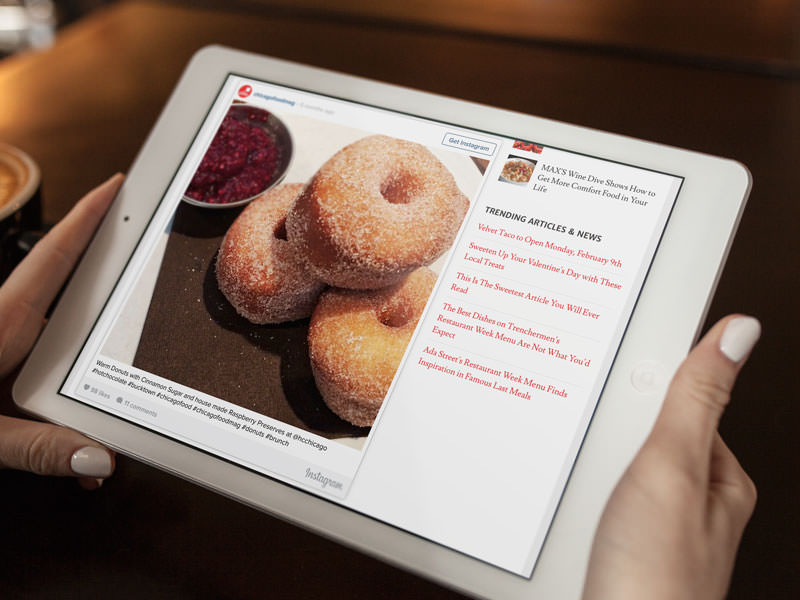 chicagofoodmag - 5 months ago
Get Instagram
Warm Donuts with Cinnamon Sugar and house made Raspberry Preserves at @hcchicago
#hotchocolate #bucktown #chicagofood #chicagofoodmag #donuts #brunch
98 likes 11 comments
Instagram
MAX'S Wine Dive Shows How to
Get More Comfort Food in Your
Life
TRENDING ARTICLES & NEWS
Velvet Taco to Open Monday, February 9th
Sweeten Up Your Valentine's Day with These
Local Treats
This Is The Sweetest Article You Will Ever
Read
The Best Dishes on Trenchermen's
Restaurant Week Menu Are Not What You'd
Expect
Ada Street's Restaurant Week Menu Finds
Inspiration in Famous Last Meals